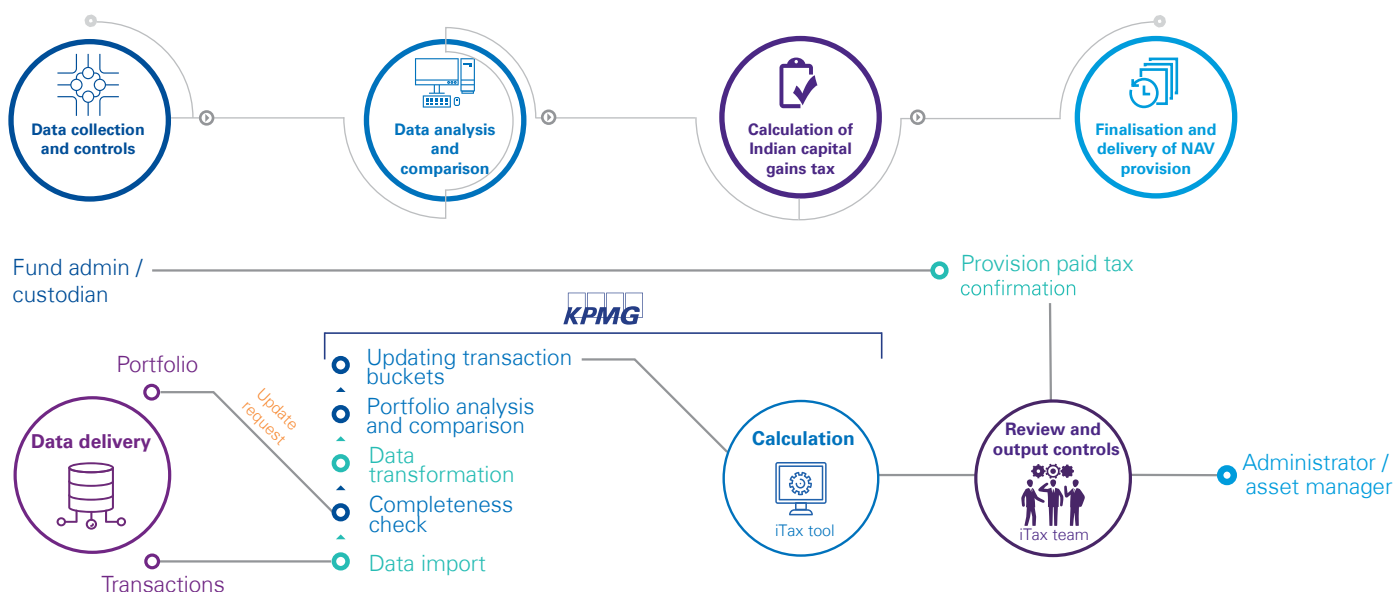 Data collection
and controls
Data analysis
and
comparison
Calculation of
Indian capital
gains tax
Finalisation and
delivery of NAV
provision
Fund admin /
custodian
Provision paid tax
confirmation
KPMG
Portfolio
Update
request
Data delivery
Transactions
Updating transaction
buckets
Portfolio analysis
and comparison
Data
transformation
Completeness
check
Data import
Calculation
iTax tool
Review and
output controls
iTax team
Administrator /
asset manager